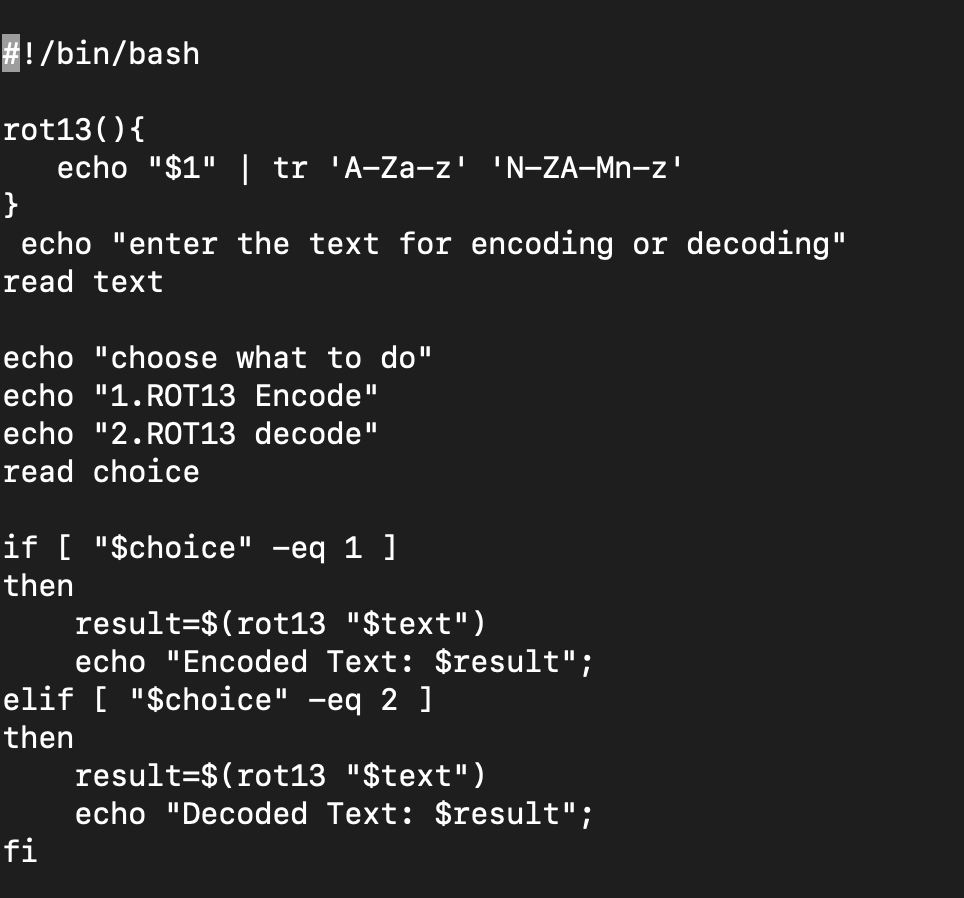 #!/bin/bash
rot13(){
echo "$1" | tr 'A-Za-z' 'N-ZA-Mn-z'
}
echo "enter the text for encoding or decoding"
read text
echo "choose what to do"
echo "1.ROT13 Encode"
echo "2.ROT13 decode"
read choice
if [ "$choice" -eq 1 ]
then
result=$(rot13 "$text")
echo "Encoded Text: $result";
elif [ "$choice" -eq 2 ]
then
result=$(rot13 "$text")
echo "Decoded Text: $result";
fi